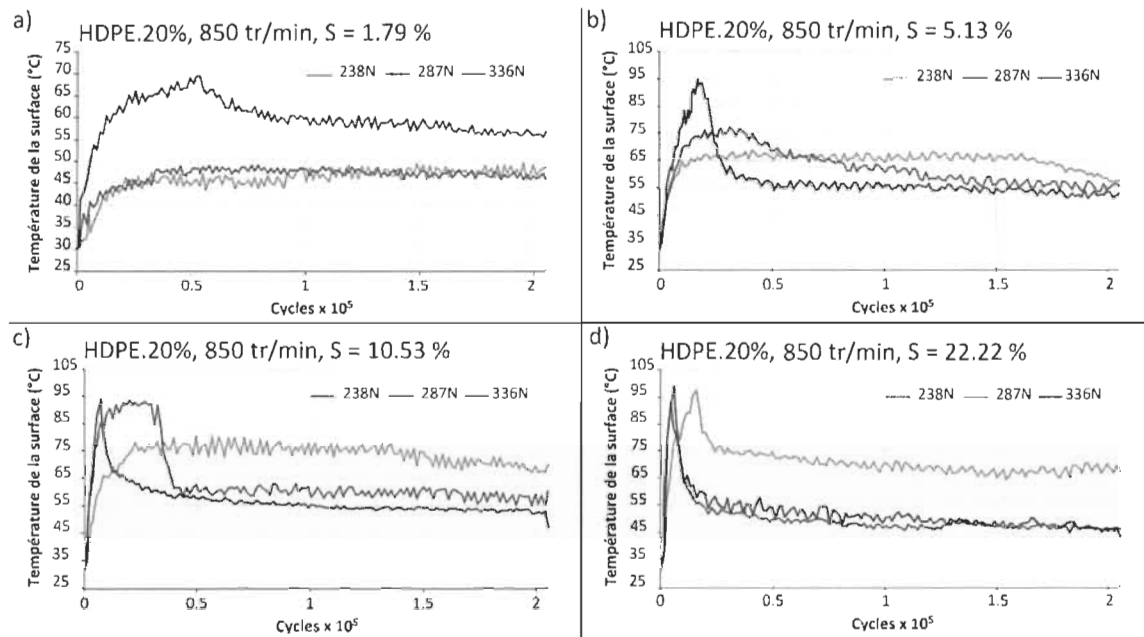 a)
HDPE.20%, 850 tr/min, S = 1.79 %
Température de la surface (°C)
75
70
65
60
55
50
45
40
35
30
25
238N 287N 336N
0 0.5 1 1.5 2
Cycles x 10⁵
b)
HDPE.20%, 850 tr/min, S = 5.13 %
Température de la surface (°C)
105
95
85
75
65
55
45
35
25
238N 287N 336N
0 0.5 1 1.5 2
Cycles x 10⁵
c)
HDPE.20%, 850 tr/min, S = 10.53 %
Température de la surface (°C)
105
95
85
75
65
55
45
35
25
238N 287N 336N
0 0.5 1 1.5 2
Cycles x 10⁵
d)
HDPE.20%, 850 tr/min, S = 22.22 %
Température de la surface (°C)
105
95
85
75
65
55
45
35
25
238N 287N 336N
0 0.5 1 1.5 2
Cycles x 10⁵